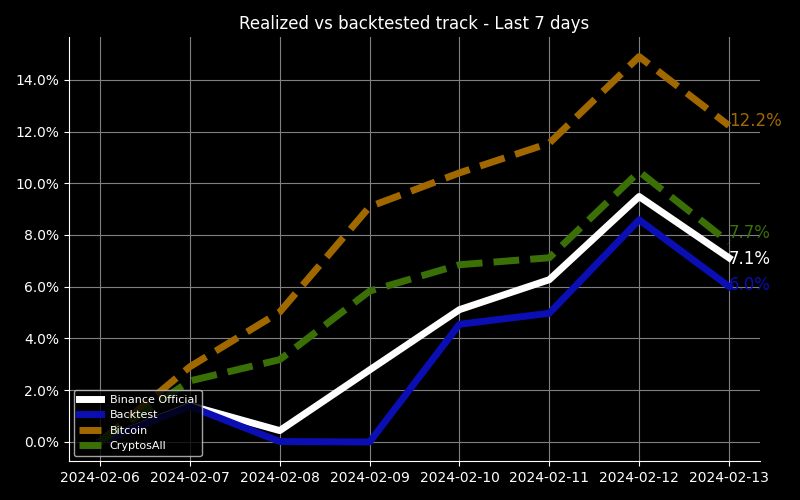 Realized vs backtested track - Last 7 days
14.0%
12.0%
10.0%
8.0%
6.0%
4.0%
2.0%
0.0%
12.2%
7.7%
7.1%
6.0%
Binance Official
Backtest
Bitcoin
CryptosAll
2024-02-06 2024-02-07 2024-02-08 2024-02-09 2024-02-10 2024-02-11 2024-02-12 2024-02-13